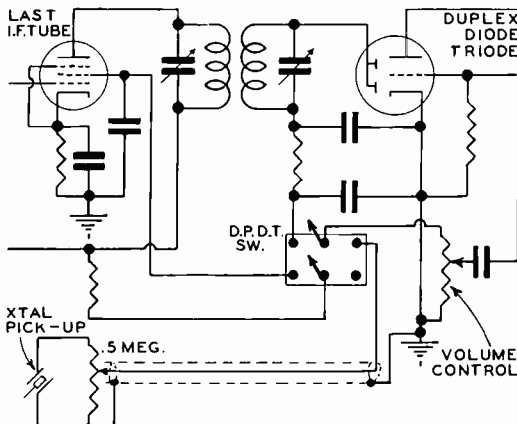 LAST
I.F.TUBE
DUPLEX
DIODE
TRIODE
D.P.D.T.
SW.
XTAL
PICK-UP
.5 MEG.
VOLUME
CONTROL